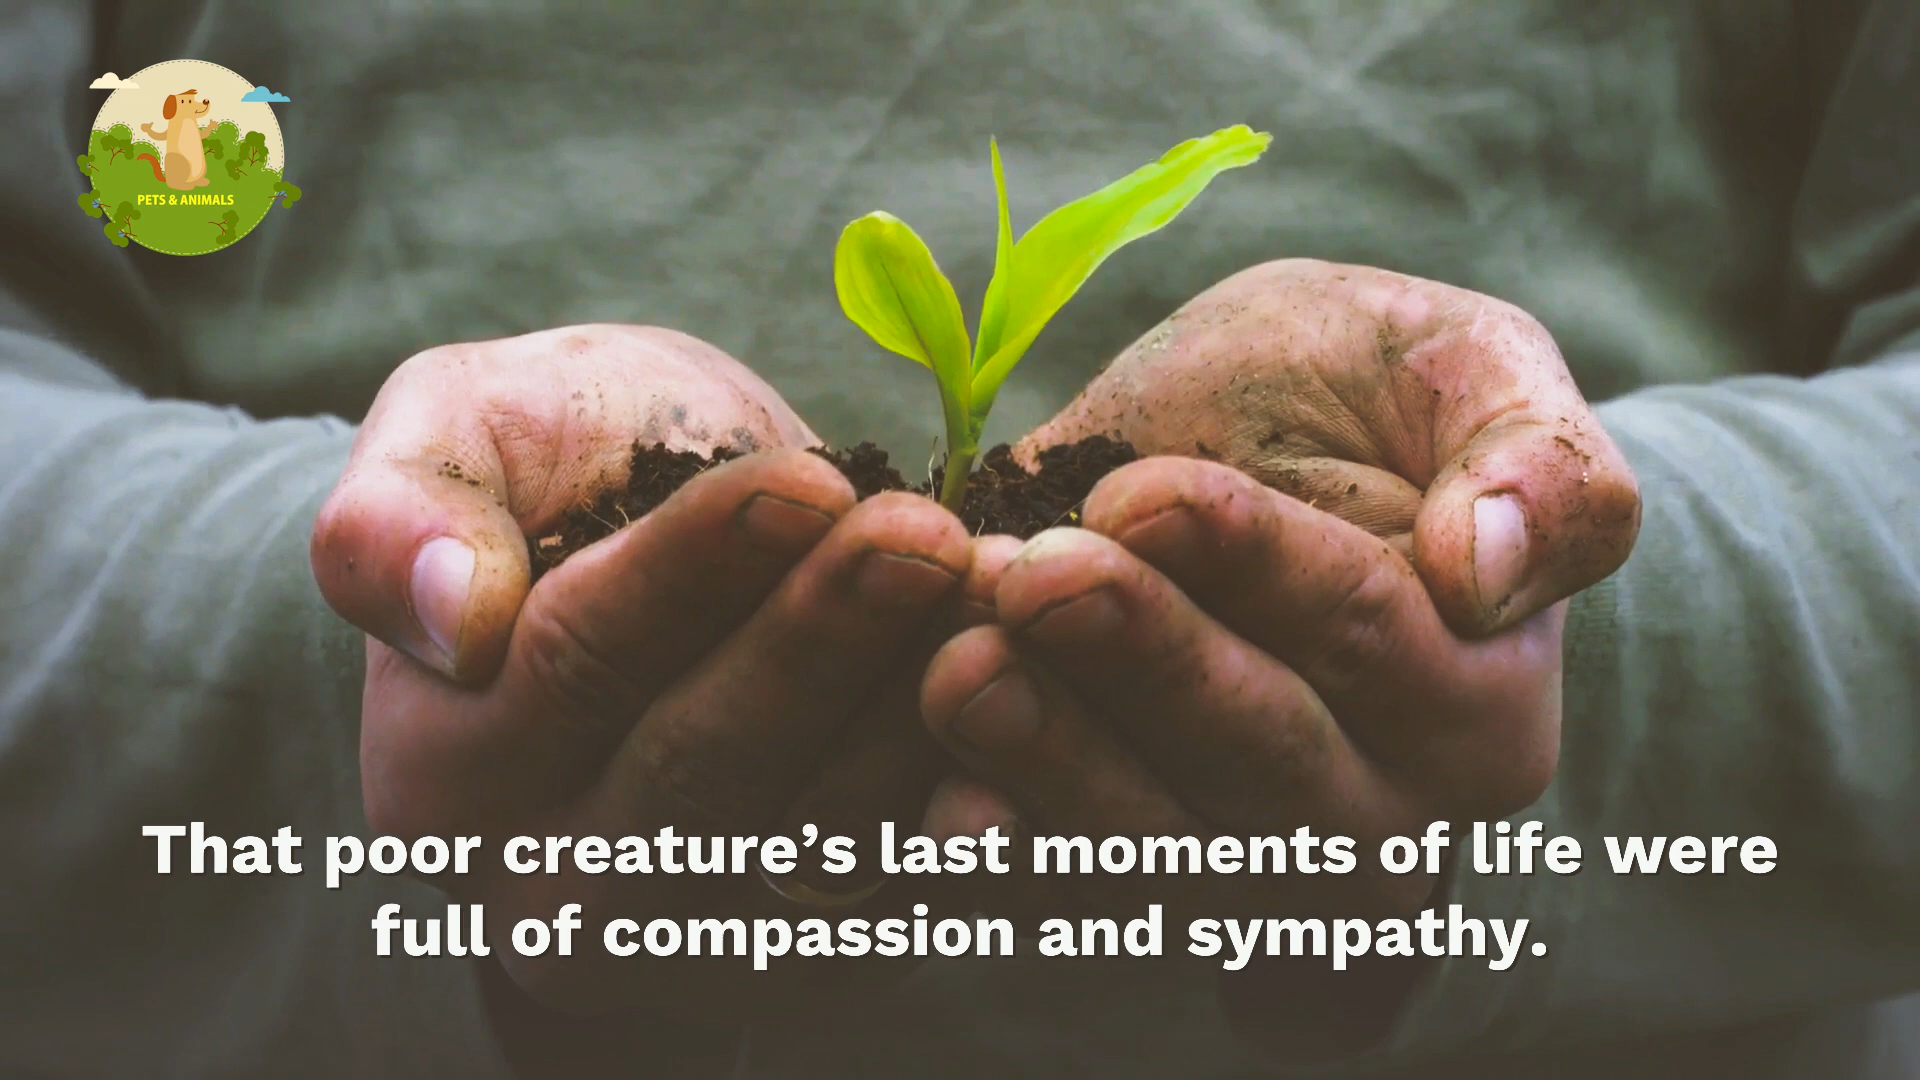 PETS & ANIMALS
That poor creature’s last moments of life were
full of compassion and sympathy.